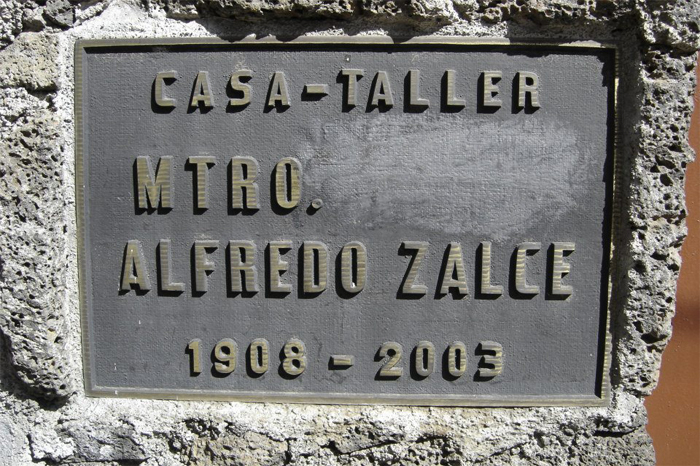 CASA-TALLER
MTRO.
ALFREDO ZALCE
1908 - 2003